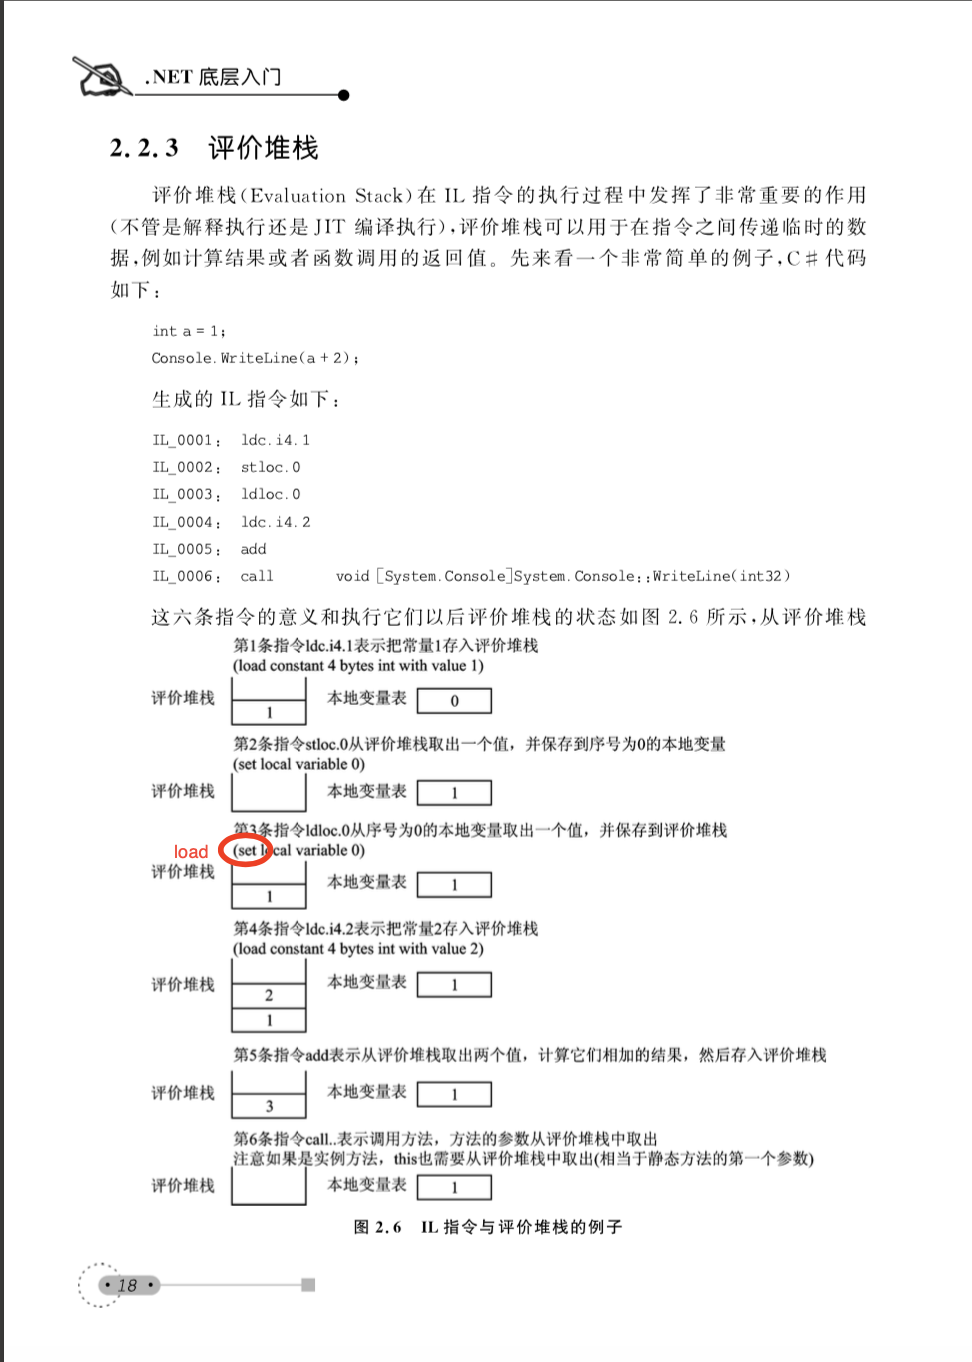 .NET 底层入门
2.2.3 评价堆栈
评价堆栈(Evaluation Stack)在 IL 指令的执行过程中发挥了非常重要的作用
(不管是解释执行还是 JIT 编译执行),评价堆栈可以用于在指令之间传递临时的数
据,例如计算结果或者函数调用的返回值。先来看一个非常简单的例子,C#代码
如下:
int a = 1;
Console.WriteLine(a + 2);
生成的 IL 指令如下:
IL_0001: ldc.i4.1
IL_0002: stloc.0
IL_0003: ldloc.0
IL_0004: ldc.i4.2
IL_0005: add
IL_0006: call void [System.Console]System.Console::WriteLine(int32)
这六条指令的意义和执行它们以后评价堆栈的状态如图 2.6 所示,从评价堆栈
第1条指令ldc.i4.1表示把常量1存入评价堆栈
(load constant 4 bytes int with value 1)
评价堆栈 1 本地变量表 0
第2条指令stloc.0从评价堆栈取出一个值，并保存到序号为0的本地变量
(set local variable 0)
评价堆栈 本地变量表 1
第3条指令ldloc.0从序号为0的本地变量取出一个值，并保存到评价堆栈
load (set local variable 0)
评价堆栈 1 本地变量表 1
第4条指令ldc.i4.2表示把常量2存入评价堆栈
(load constant 4 bytes int with value 2)
评价堆栈 2 本地变量表 1
1
第5条指令add表示从评价堆栈取出两个值，计算它们相加的结果，然后存入评价堆栈
评价堆栈 3 本地变量表 1
第6条指令call..表示调用方法，方法的参数从评价堆栈中取出
注意如果是实例方法，this也需要从评价堆栈中取出(相当于静态方法的第一个参数)
评价堆栈 本地变量表 1
图 2.6 IL 指令与评价堆栈的例子
· 18 ·